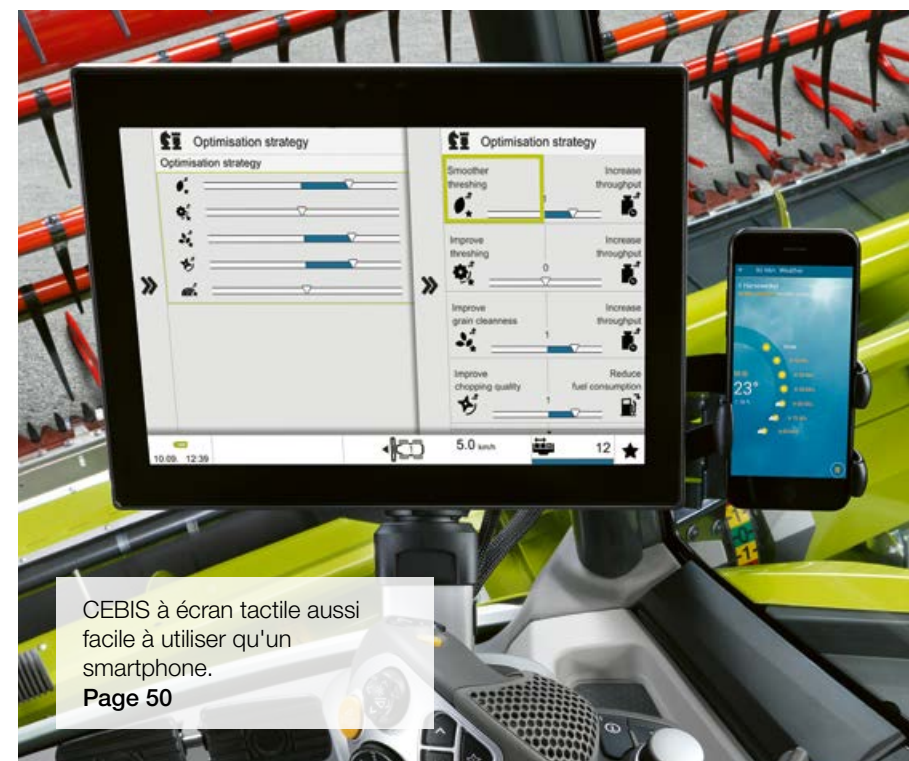 Optimisation strategy
Optimisation strategy
Optimisation strategy
Smoother
threshing
Increase
throughput
Improve
threshing
Increase
throughput
0
Improve
grain cleanness
Increase
throughput
1
Improve
chopping quality
Reduce
fuel consumption
1
10.09. 12:39
1
5.0 km/h
12
Weather
23°
CEBIS à écran tactile aussi
facile à utiliser qu'un
smartphone.
Page 50